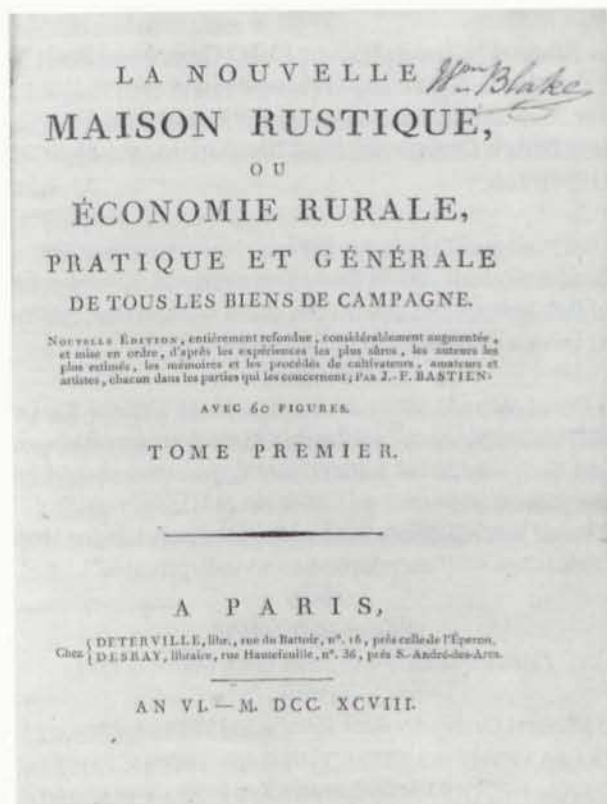 LA NOUVELLE
Wm Blake
MAISON RUSTIQUE,
OU
ÉCONOMIE RURALE,
PRATIQUE ET GÉNÉRALE
DE TOUS LES BIENS DE CAMPAGNE.
NOUVELLE ÉDITION, entièrement refondue, considérablement augmentée,
et mise en ordre, d'après les expériences les plus sûres, les auteurs les
plus estimés, les mémoires et les procédés de cultivateurs, amateurs et
artistes, chacun dans les parties qui les concernent; PAR J.-F. BASTIEN.
AVEC 60 FIGURES.
TOME PREMIER.
A PARIS,
Chez { DETERVILLE, libr., rue du Battoir, n°. 16, près celle de l'Éperon.
{ DESRAY, libraire, rue Hautefeuille, n°. 36, près S.-André-des-Arcs.
AN VI. — M. DCC. XCVIII.